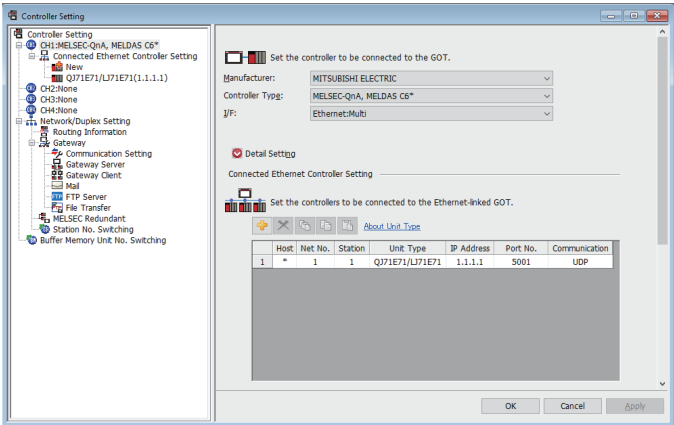 Controller Setting
Controller Setting
CH1:MELSEC-QnA, MELDAS C6*
Connected Ethernet Controller Setting
New
QJ71E71/LJ71E71(1.1.1.1)
CH2:None
CH3:None
CH4:None
Network/Duplex Setting
Routing Information
Gateway
Communication Setting
Gateway Server
Gateway Client
Mail
FTP Server
File Transfer
MELSEC Redundant
Station No. Switching
Buffer Memory Unit No. Switching
Set the controller to be connected to the GOT.
Manufacturer: MITSUBISHI ELECTRIC
Controller Type: MELSEC-QnA, MELDAS C6*
I/F: Ethernet:Multi
Detail Setting
Connected Ethernet Controller Setting
Set the controllers to be connected to the Ethernet-linked GOT.
About Unit Type
Host Net No. Station Unit Type IP Address Port No. Communication
1 * 1 1 QJ71E71/LJ71E71 1.1.1.1 5001 UDP
OK Cancel Apply